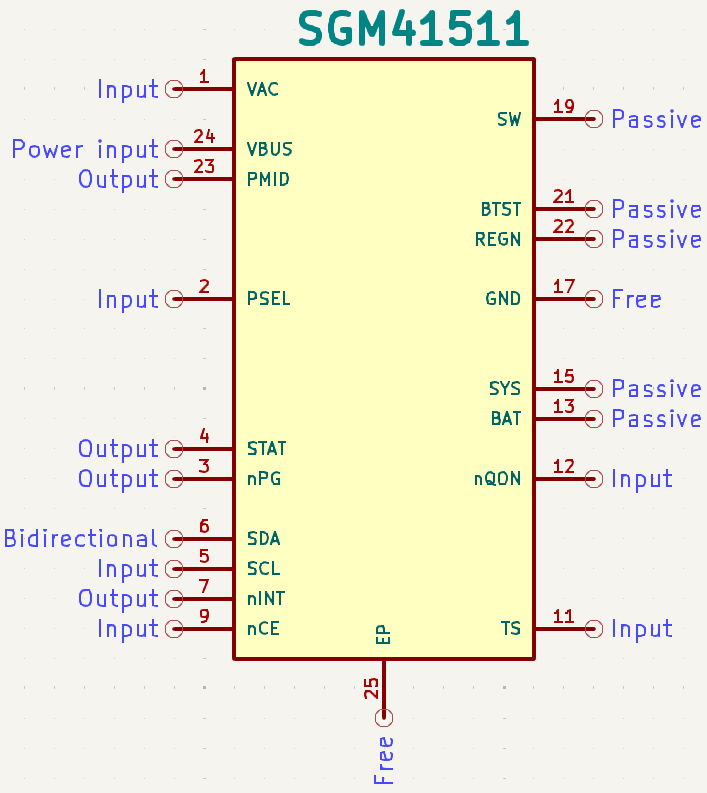 SGM41511
Input 1 VAC
SW 19 Passive
Power input 24 VBUS
Output 23 PMID
BTST 21 Passive
REGN 22 Passive
Input 2 PSEL
GND 17 Free
SYS 15 Passive
BAT 13 Passive
Output 4 STAT
Output 3 nPG
nQON 12 Input
Bidirectional 6 SDA
Input 5 SCL
Output 7 nINT
Input 9 nCE
TS 11 Input
EP
25
Free